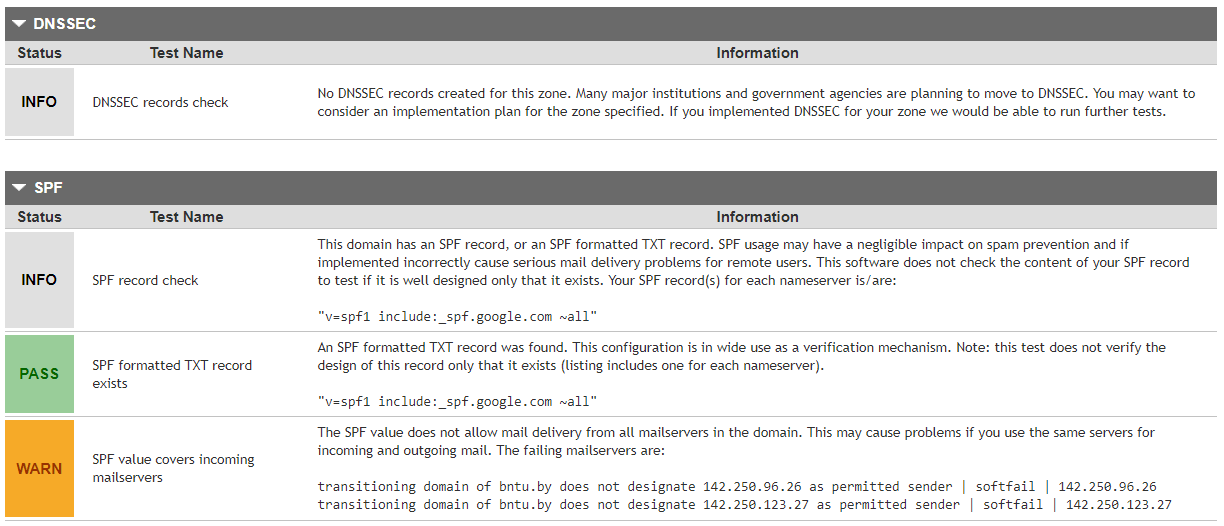 DNSSEC
Status Test Name Information
INFO DNSSEC records check No DNSSEC records created for this zone. Many major institutions and government agencies are planning to move to DNSSEC. You may want to
consider an implementation plan for the zone specified. If you implemented DNSSEC for your zone we would be able to run further tests.
SPF
Status Test Name Information
This domain has an SPF record, or an SPF formatted TXT record. SPF usage may have a negligible impact on spam prevention and if
implemented incorrectly cause serious mail delivery problems for remote users. This software does not check the content of your SPF record
INFO SPF record check to test if it is well designed only that it exists. Your SPF record(s) for each nameserver is/are:
"v=spf1 include:_spf.google.com ~all"
An SPF formatted TXT record was found. This configuration is in wide use as a verification mechanism. Note: this test does not verify the
PASS SPF formatted TXT record exists design of this record only that it exists (listing includes one for each nameserver).
"v=spf1 include:_spf.google.com ~all"
The SPF value does not allow mail delivery from all mailservers in the domain. This may cause problems if you use the same servers for
WARN SPF value covers incoming mailservers incoming and outgoing mail. The failing mailservers are:
transitioning domain of bntu.by does not designate 142.250.96.26 as permitted sender | softfail | 142.250.96.26
transitioning domain of bntu.by does not designate 142.250.123.27 as permitted sender | softfail | 142.250.123.27